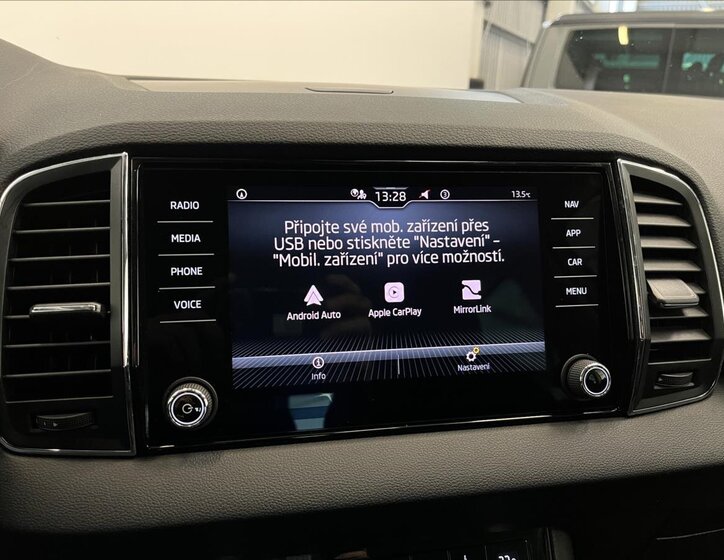 13:28
13.5°C
RADIO
MEDIA
PHONE
VOICE
Připojte své mob. zařízení přes
USB nebo stiskněte "Nastavení" –
"Mobil. zařízení" pro více možností.
Android Auto
Apple CarPlay
MirrorLink
Info
Nastavení
NAV
APP
CAR
MENU